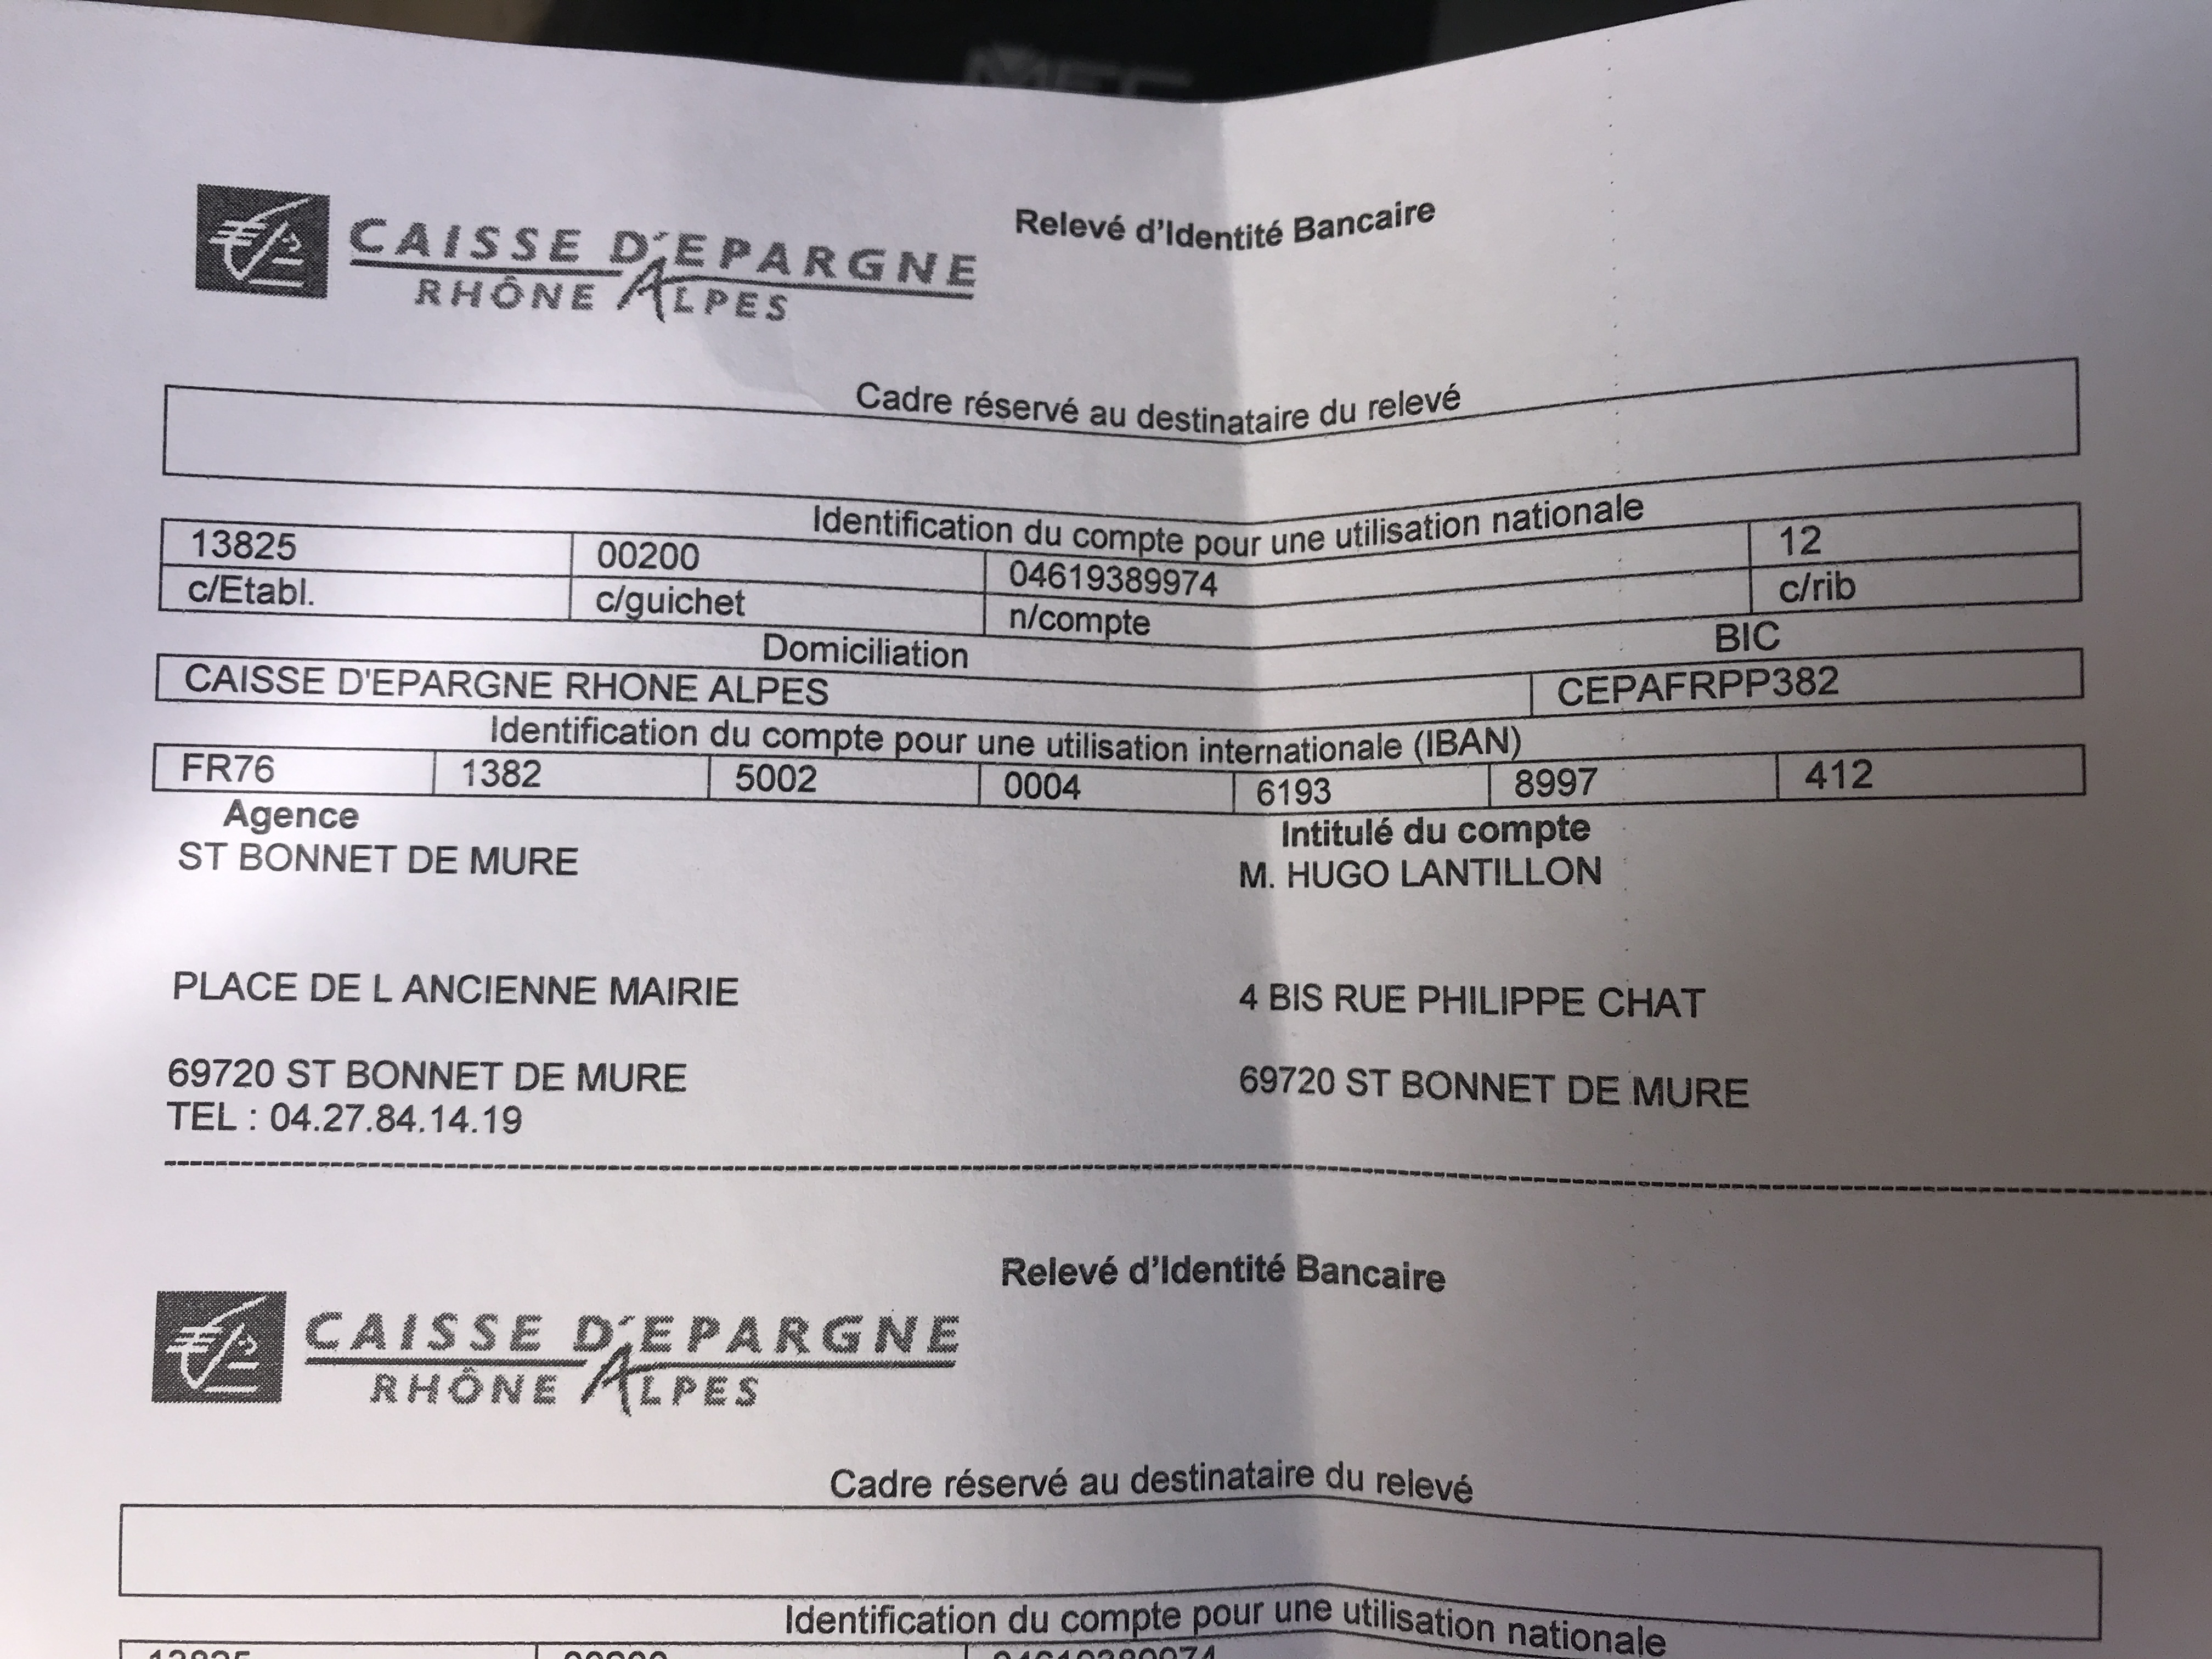 CAISSE D'EPARGNE
RHÔNE ALPES
Relevé d'Identité Bancaire
Cadre réservé au destinataire du relevé
Identification du compte pour une utilisation nationale
13825 00200 04619389974 12
c/Etabl. c/guichet n/compte c/rib
Domiciliation BIC
CAISSE D'EPARGNE RHONE ALPES CEPAFRPP382
Identification du compte pour une utilisation internationale (IBAN)
FR76 1382 5002 0004 6193 8997 412
Agence Intitulé du compte
ST BONNET DE MURE M. HUGO LANTILLON
PLACE DE L ANCIENNE MAIRIE 4 BIS RUE PHILIPPE CHAT
69720 ST BONNET DE MURE 69720 ST BONNET DE MURE
TEL : 04.27.84.14.19
CAISSE D'EPARGNE
RHÔNE ALPES
Relevé d'Identité Bancaire
Cadre réservé au destinataire du relevé
Identification du compte pour une utilisation nationale